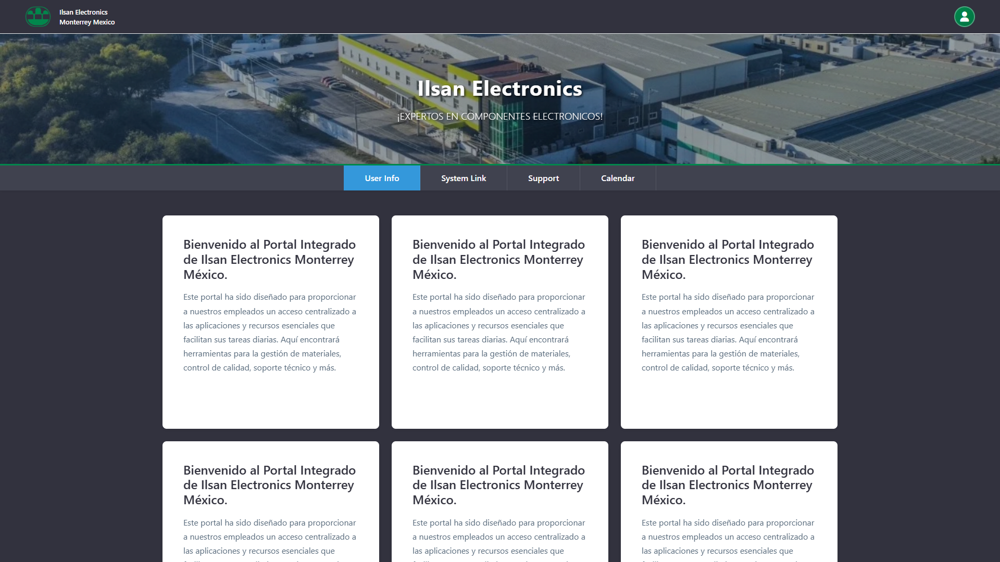 Ilsan Electronics
Monterrey Mexico
Ilsan Electronics
¡EXPERTOS EN COMPONENTES ELECTRONICOS!
User Info
System Link
Support
Calendar
Bienvenido al Portal Integrado
de Ilsan Electronics Monterrey
México.
Este portal ha sido diseñado para proporcionar
a nuestros empleados un acceso centralizado a
las aplicaciones y recursos esenciales que
facilitan sus tareas diarias. Aquí encontrará
herramientas para la gestión de materiales,
control de calidad, soporte técnico y más.
Bienvenido al Portal Integrado
de Ilsan Electronics Monterrey
México.
Este portal ha sido diseñado para proporcionar
a nuestros empleados un acceso centralizado a
las aplicaciones y recursos esenciales que
facilitan sus tareas diarias. Aquí encontrará
herramientas para la gestión de materiales,
control de calidad, soporte técnico y más.
Bienvenido al Portal Integrado
de Ilsan Electronics Monterrey
México.
Este portal ha sido diseñado para proporcionar
a nuestros empleados un acceso centralizado a
las aplicaciones y recursos esenciales que
facilitan sus tareas diarias. Aquí encontrará
herramientas para la gestión de materiales,
control de calidad, soporte técnico y más.
Bienvenido al Portal Integrado
de Ilsan Electronics Monterrey
México.
Este portal ha sido diseñado para proporcionar
a nuestros empleados un acceso centralizado a
las aplicaciones y recursos esenciales que
Bienvenido al Portal Integrado
de Ilsan Electronics Monterrey
México.
Este portal ha sido diseñado para proporcionar
a nuestros empleados un acceso centralizado a
las aplicaciones y recursos esenciales que
Bienvenido al Portal Integrado
de Ilsan Electronics Monterrey
México.
Este portal ha sido diseñado para proporcionar
a nuestros empleados un acceso centralizado a
las aplicaciones y recursos esenciales que